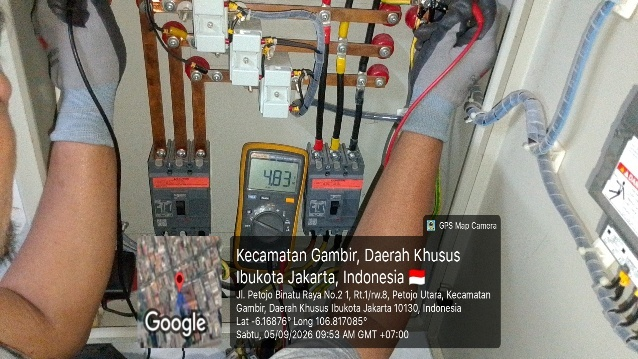 4.83
GPS Map Camera
Kecamatan Gambir, Daerah Khusus
Ibukota Jakarta, Indonesia
Jl. Petojo Binatu Raya No.2 1, Rt.1/rw.8, Petojo Utara, Kecamatan
Gambir, Daerah Khusus Ibukota Jakarta 10130, Indonesia
Lat -6.16876° Long 106.817085°
Sabtu, 05/09/2026 09:53 AM GMT +07:00
Google